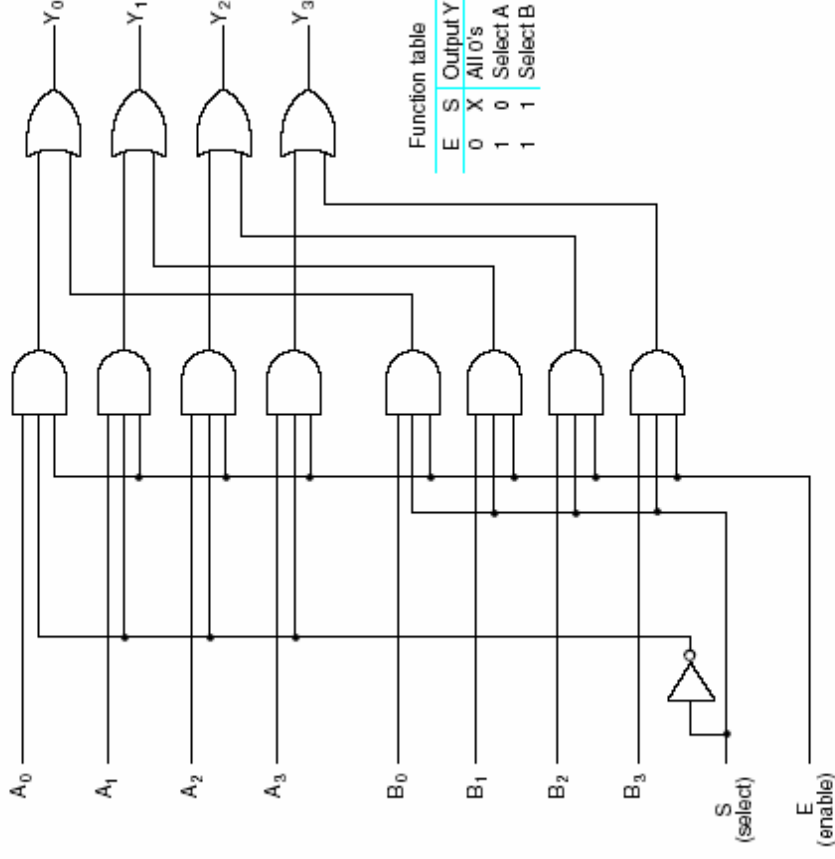 A0
Y0
A1
Y1
A2
Y2
A3
Y3
B0
Function table
E S Output Y
0 X All 0's
1 0 Select A
1 1 Select B
B1
B2
B3
S
(select)
E
(enable)